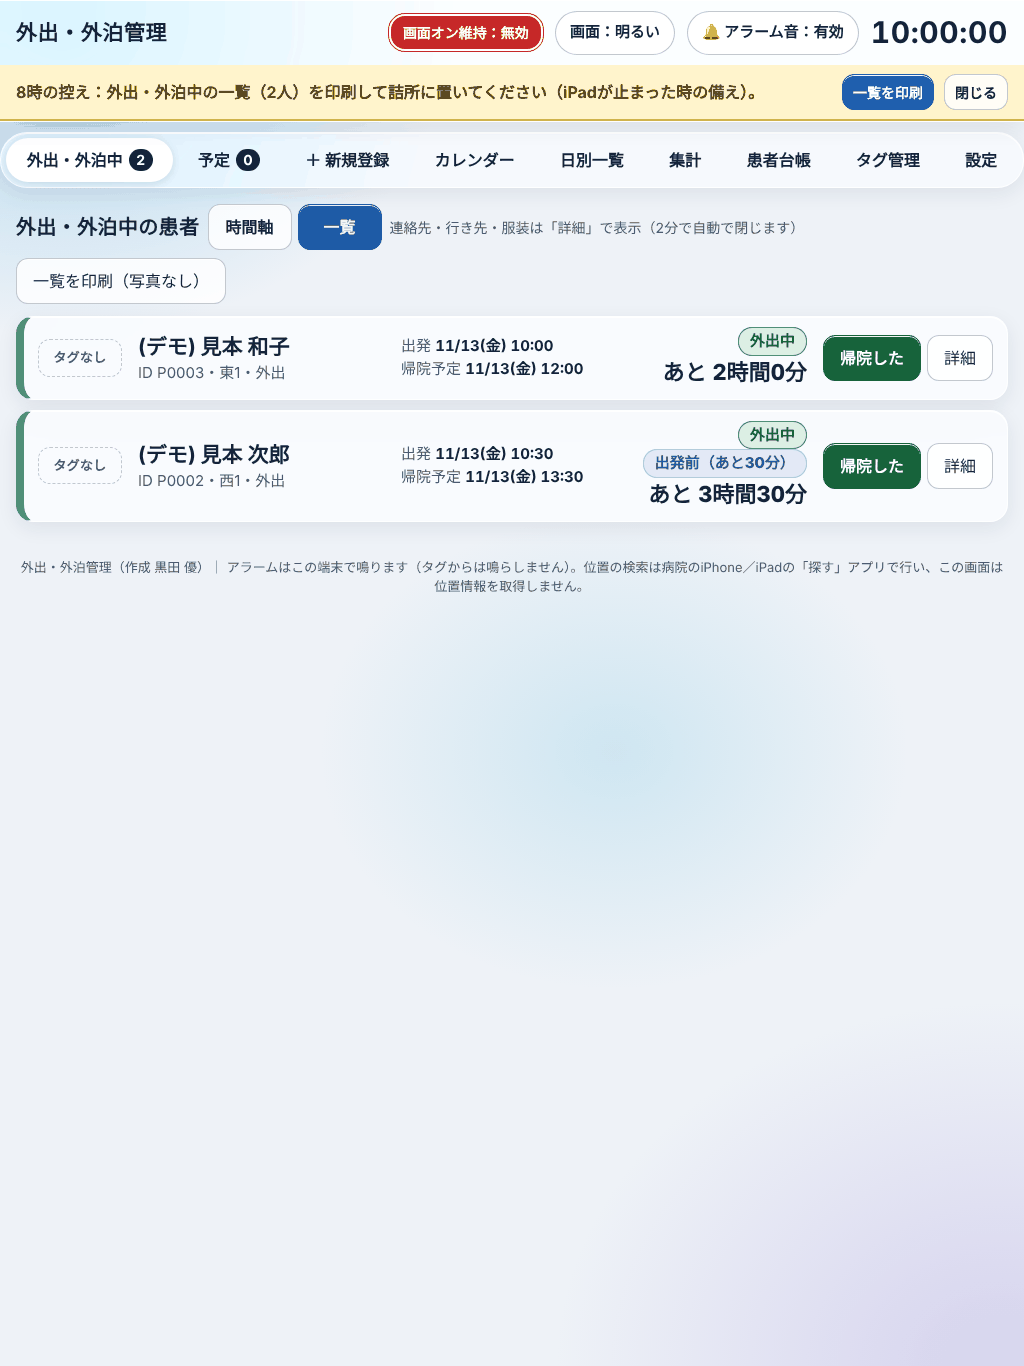 外出・外泊管理
画面オン維持：無効
画面：明るい
🔔 アラーム音：有効
10:00:00
8時の控え：外出・外泊中の一覧（2人）を印刷して詰所に置いてください（iPadが止まった時の備え）。
一覧を印刷
閉じる
外出・外泊中 2
予定 0
＋ 新規登録
カレンダー
日別一覧
集計
患者台帳
タグ管理
設定
外出・外泊中の患者
時間軸
一覧
連絡先・行き先・服装は「詳細」で表示（2分で自動で閉じます）
一覧を印刷（写真なし）
タグなし
(デモ) 見本 和子
ID P0003・東1・外出
出発 11/13(金) 10:00
帰院予定 11/13(金) 12:00
外出中
あと 2時間0分
帰院した
詳細
タグなし
(デモ) 見本 次郎
ID P0002・西1・外出
出発 11/13(金) 10:30
帰院予定 11/13(金) 13:30
外出中
出発前（あと30分）
あと 3時間30分
帰院した
詳細
外出・外泊管理（作成 黒田 優）｜ アラームはこの端末で鳴ります（タグからは鳴らしません）。位置の検索は病院のiPhone／iPadの「探す」アプリで行い、この画面は
位置情報を取得しません。